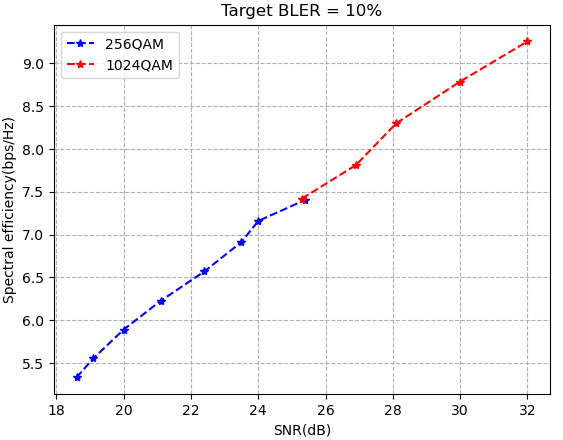 Target BLER = 10%
256QAM
1024QAM
Spectral efficiency(bps/Hz)
9.0
8.5
8.0
7.5
7.0
6.5
6.0
5.5
18 20 22 24 26 28 30 32
SNR(dB)